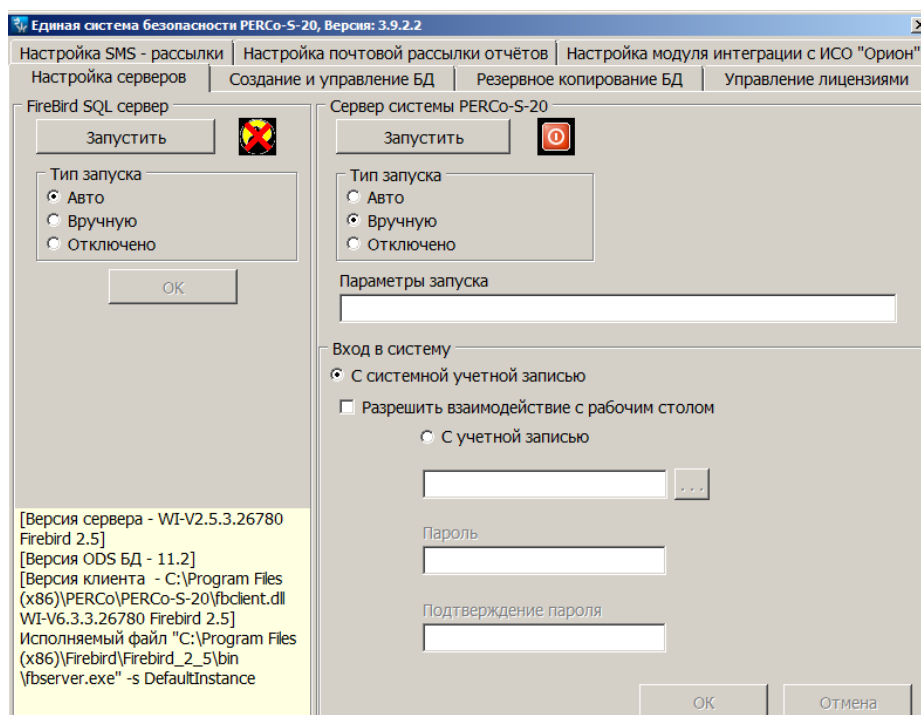 Единая система безопасности PERCo-S-20, Версия: 3.9.2.2
Настройка SMS - рассылки
Настройка почтовой рассылки отчётов
Настройка модуля интеграции с ИСО "Орион"
Настройка серверов
Создание и управление БД
Резервное копирование БД
Управление лицензиями
FireBird SQL сервер
Запустить
Тип запуска
Авто
Вручную
Отключено
OK
[Версия сервера - WI-V2.5.3.26780
Firebird 2.5]
[Версия ODS БД - 11.2]
[Версия клиента - C:\Program Files
(x86)\PERCo\PERCo-S-20\fbclient.dll
WI-V6.3.3.26780 Firebird 2.5]
Исполняемый файл "C:\Program Files
(x86)\Firebird\Firebird_2_5\bin
\fbserver.exe" -s DefaultInstance
Сервер системы PERCo-S-20
Запустить
Тип запуска
Авто
Вручную
Отключено
Параметры запуска
Вход в систему
С системной учетной записью
Разрешить взаимодействие с рабочим столом
С учетной записью
...
Пароль
Подтверждение пароля
OK
Отмена